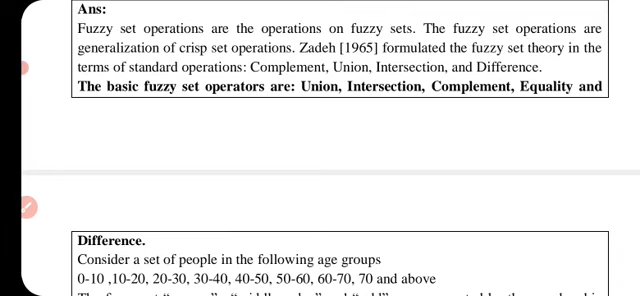 Ans:
Fuzzy set operations are the operations on fuzzy sets. The fuzzy set operations are
generalization of crisp set operations. Zadeh [1965] formulated the fuzzy set theory in the
terms of standard operations: Complement, Union, Intersection, and Difference.
The basic fuzzy set operators are: Union, Intersection, Complement, Equality and
Difference.
Consider a set of people in the following age groups
0-10 ,10-20, 20-30, 30-40, 40-50, 50-60, 60-70, 70 and above